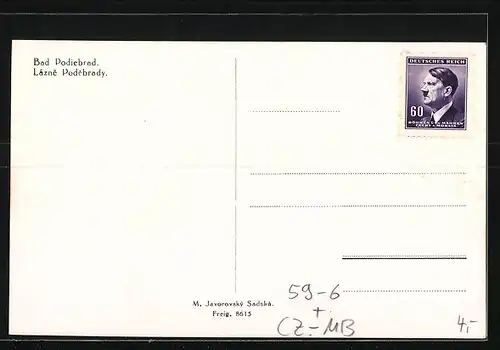 Bad Podiebrad.
Lázně Poděbrady.
DEUTSCHES REICH
60
BÖHMEN U. MÄHREN
ČECHY A MORAVA
M. Javorovský Sadská.
Freig. 8615
59-6
+
CZ-MB
4,-